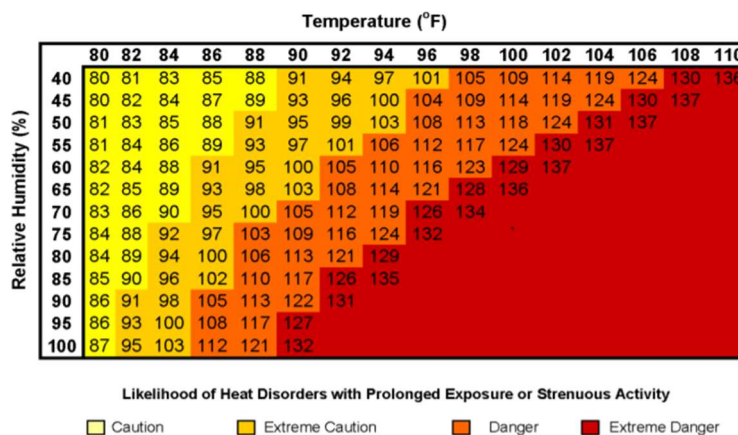 Temperature (°F)
80 82 84 86 88 90 92 94 96 98 100 102 104 106 108 110
Relative Humidity (%)
40 80 81 83 85 88 91 94 97 101 105 109 114 119 124 130 136
45 80 82 84 87 89 93 96 100 104 109 114 119 124 130 137
50 81 83 85 88 91 95 99 103 108 113 118 124 131 137
55 81 84 86 89 93 97 101 106 112 117 124 130 137
60 82 84 88 91 95 100 105 110 116 123 129 137
65 82 85 89 93 98 103 108 114 121 128 136
70 83 86 90 95 100 105 112 119 126 134
75 84 88 92 97 103 109 116 124 132
80 84 89 94 100 106 113 121 129
85 85 90 96 102 110 117 126 135
90 86 91 98 105 113 122 131
95 86 93 100 108 117 127
100 87 95 103 112 121 132
Likelihood of Heat Disorders with Prolonged Exposure or Strenuous Activity
Caution Extreme Caution Danger Extreme Danger